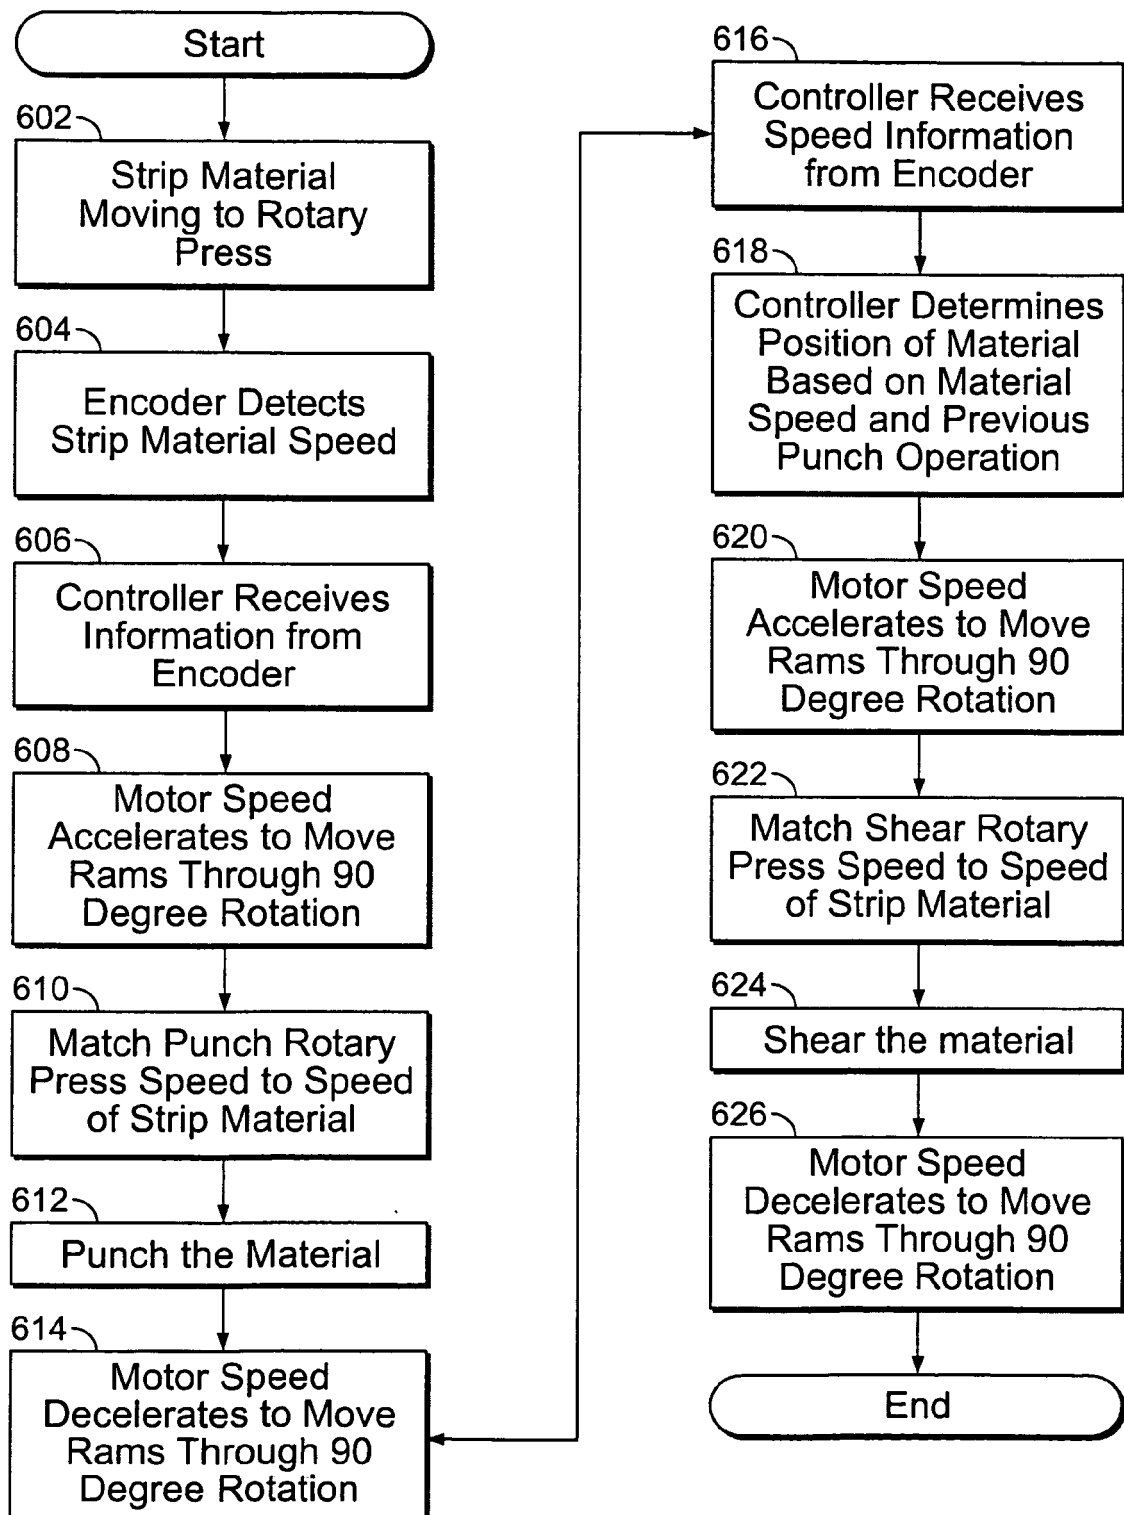 Start
602
Strip Material
Moving to Rotary
Press
604
Encoder Detects
Strip Material Speed
606
Controller Receives
Information from
Encoder
608
Motor Speed
Accelerates to Move
Rams Through 90
Degree Rotation
610
Match Punch Rotary
Press Speed to Speed
of Strip Material
612
Punch the Material
614
Motor Speed
Decelerates to Move
Rams Through 90
Degree Rotation
616
Controller Receives
Speed Information
from Encoder
618
Controller Determines
Position of Material
Based on Material
Speed and Previous
Punch Operation
620
Motor Speed
Accelerates to Move
Rams Through 90
Degree Rotation
622
Match Shear Rotary
Press Speed to Speed
of Strip Material
624
Shear the material
626
Motor Speed
Decelerates to Move
Rams Through 90
Degree Rotation
End